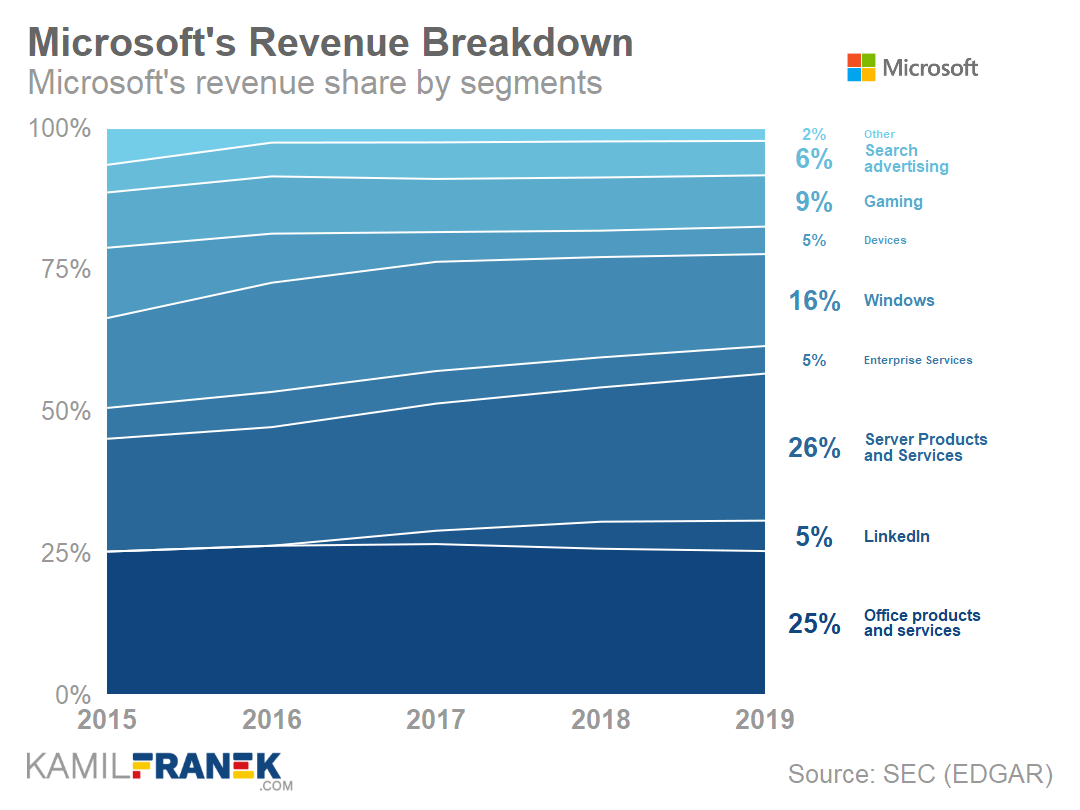 Microsoft's Revenue Breakdown
Microsoft's revenue share by segments
Microsoft
100%
75%
50%
25%
0%
2% Other
6% Search
advertising
9% Gaming
5% Devices
16% Windows
5% Enterprise Services
26% Server Products
and Services
5% LinkedIn
25% Office products
and services
2015 2016 2017 2018 2019
KAMILFRANEK
.COM
Source: SEC (EDGAR)